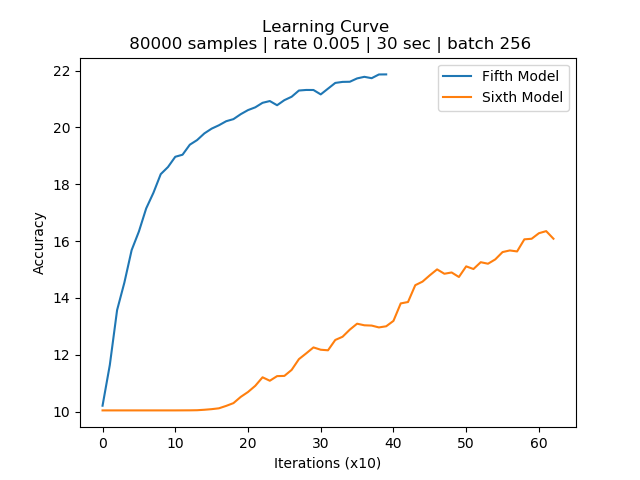 Learning Curve
80000 samples | rate 0.005 | 30 sec | batch 256
Fifth Model
Sixth Model
Accuracy
22
20
18
16
14
12
10
0 10 20 30 40 50 60
Iterations (x10)